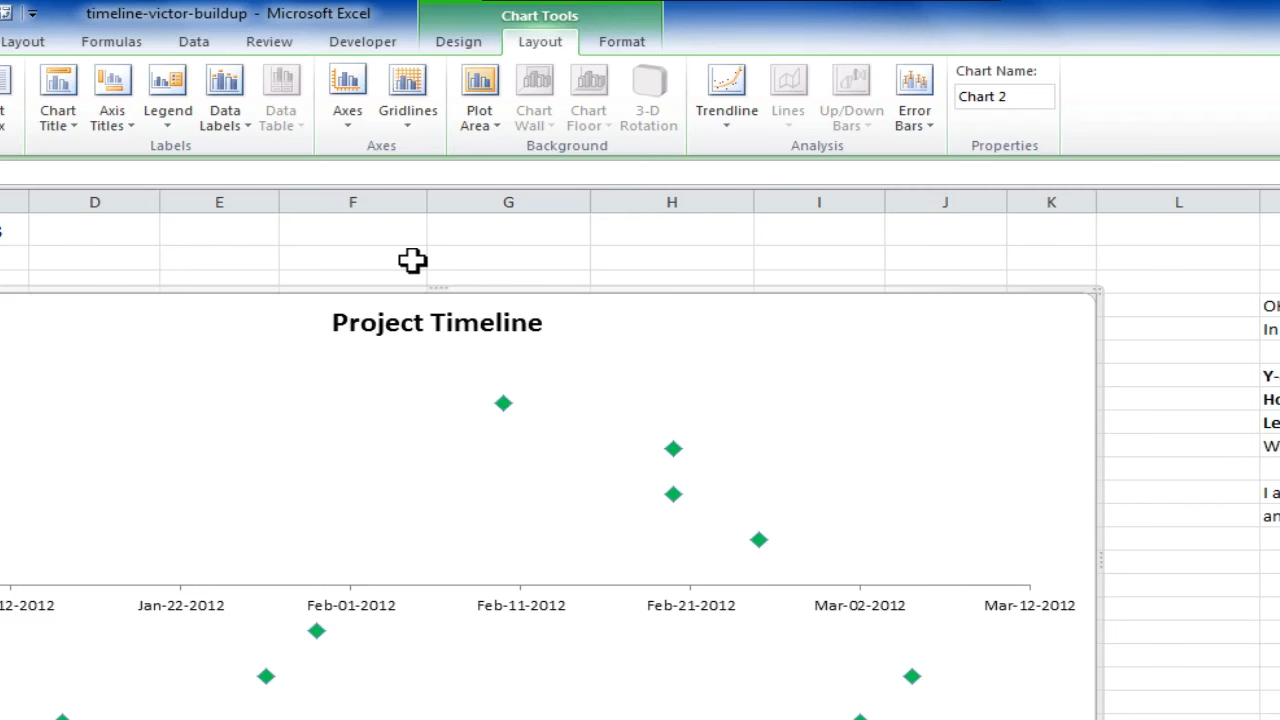 timeline-victor-buildup - Microsoft Excel
Chart Tools
Layout Formulas Data Review Developer Design Layout Format
Chart Title
Axis Titles
Legend
Data Labels
Data Table
Axes
Gridlines
Plot Area
Chart Wall
Chart Floor
3-D Rotation
Trendline
Lines
Up/Down Bars
Error Bars
Chart Name:
Chart 2
Labels Axes Background Analysis Properties
D E F G H I J K L
Project Timeline
In
Y-
I a
12-2012 Jan-22-2012 Feb-01-2012 Feb-11-2012 Feb-21-2012 Mar-02-2012 Mar-12-2012